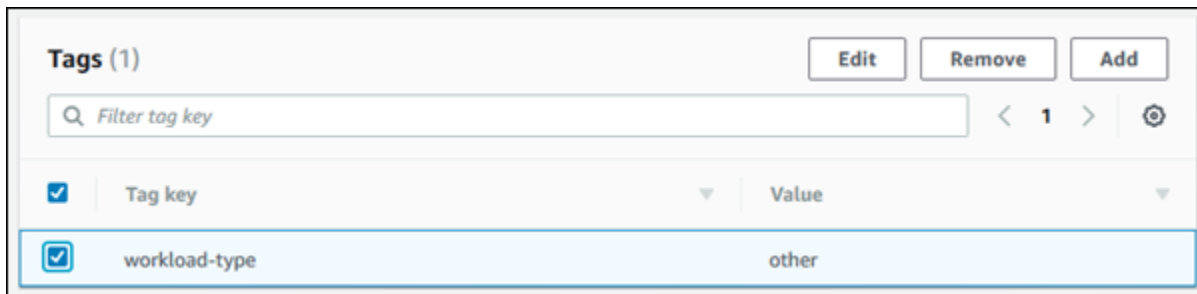 Tags (1) Edit Remove Add
Filter tag key 1
Tag key Value
workload-type other